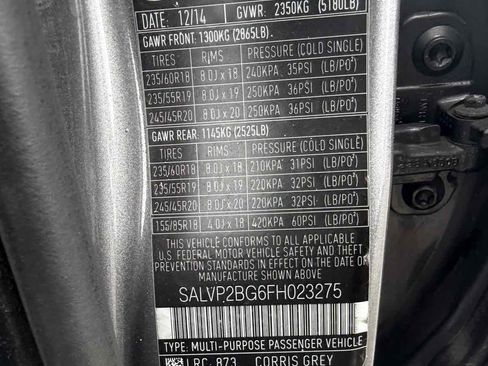 DATE: 12/14 GVWR: 2350KG (5180LB)
GAWR FRONT: 1300KG (2865LB)
TIRES RIMS PRESSURE (COLD SINGLE)
235/60R18 8.0J x 18 240KPA 35PSI (LB/PO²)
235/55R19 8.0J x 19 250KPA 36PSI (LB/PO²)
245/45R20 8.0J x 20 250KPA 36PSI (LB/PO²)
GAWR REAR: 1145KG (2525LB)
TIRES RIMS PRESSURE (COLD SINGLE)
235/60R18 8.0J x 18 210KPA 31PSI (LB/PO²)
235/55R19 8.0J x 19 220KPA 32PSI (LB/PO²)
245/45R20 8.0J x 20 220KPA 32PSI (LB/PO²)
155/85R18 4.0J x 18 420KPA 60PSI (LB/PO²)
THIS VEHICLE CONFORMS TO ALL APPLICABLE
U.S. FEDERAL MOTOR VEHICLE SAFETY STANDARDS
IN EFFECT ON THE DATE OF MANUFACTURE SHOWN ABOVE
SALVP2BG6FH023275
TYPE: MULTI-PURPOSE PASSENGER VEHICLE
LRC. 873 CORRIS GREY